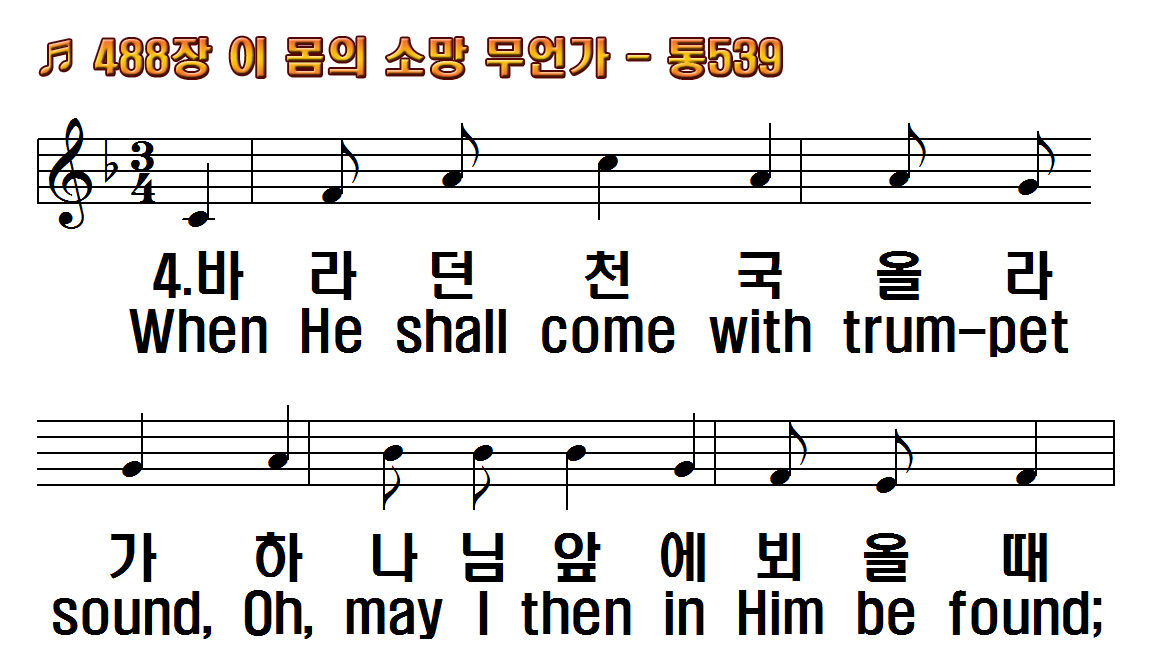 ♬ 488장 이 몸의 소망 무언가 - 통539
3
4
4.바 라 던 천 국 올 라
When He shall come with trum-pet
가 하 나 님 앞 에 뵈 올 때
sound, Oh, may I then in Him be found;